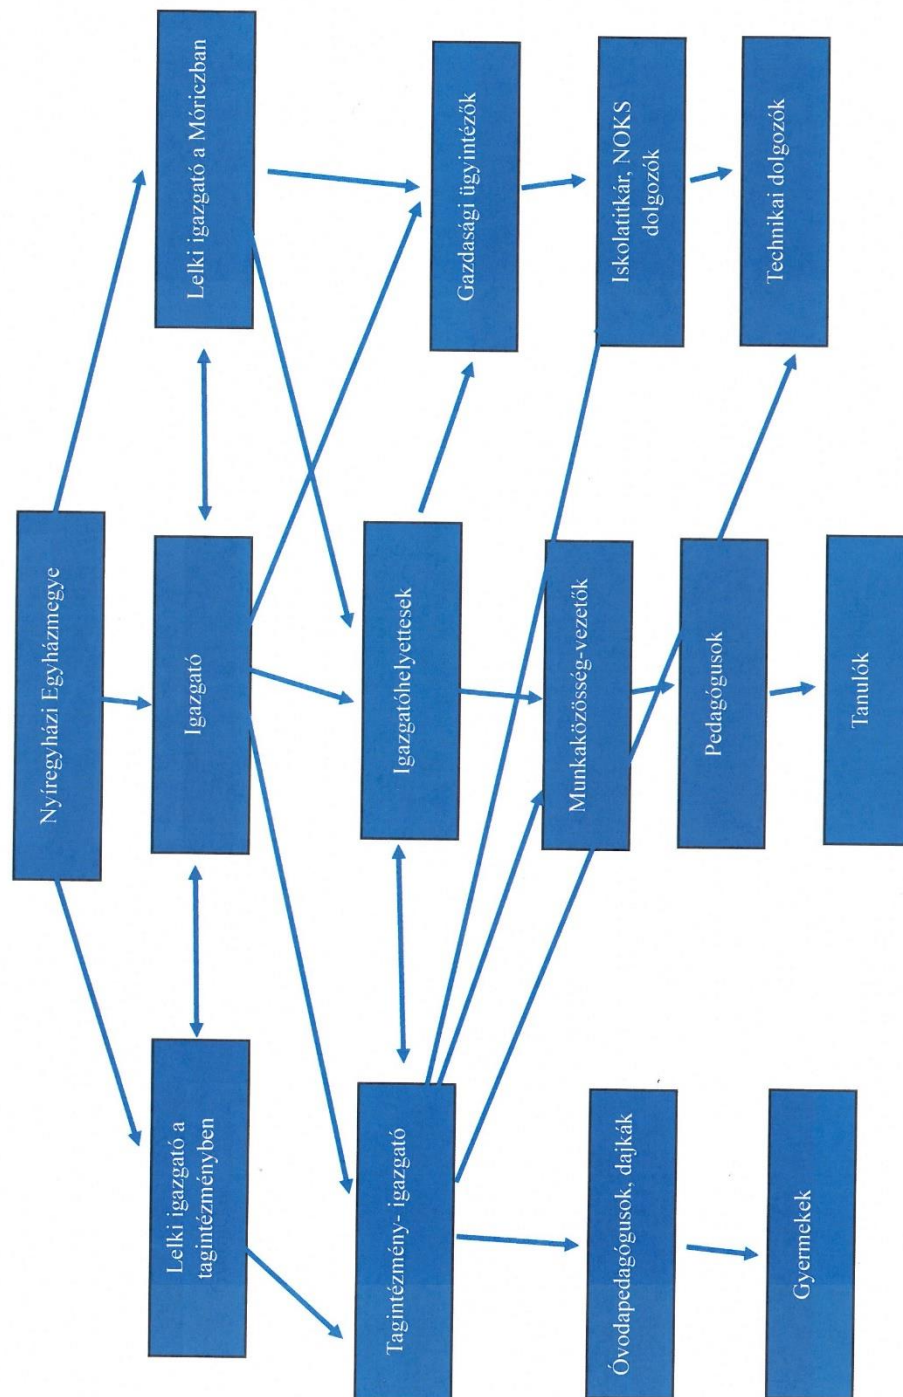 Nyíregyházi Egyházmegye
Lelki igazgató a
tagintézményben
Igazgató
Lelki igazgató a Móriczban
Tagintézmény- igazgató
Igazgatóhelyettesek
Gazdasági ügyintézők
Óvodapedagógusok, dajkák
Munkaközösség-vezetők
Iskolatitkár, NOKS
dolgozók
Pedagógusok
Gyermekek
Technikai dolgozók
Tanulók